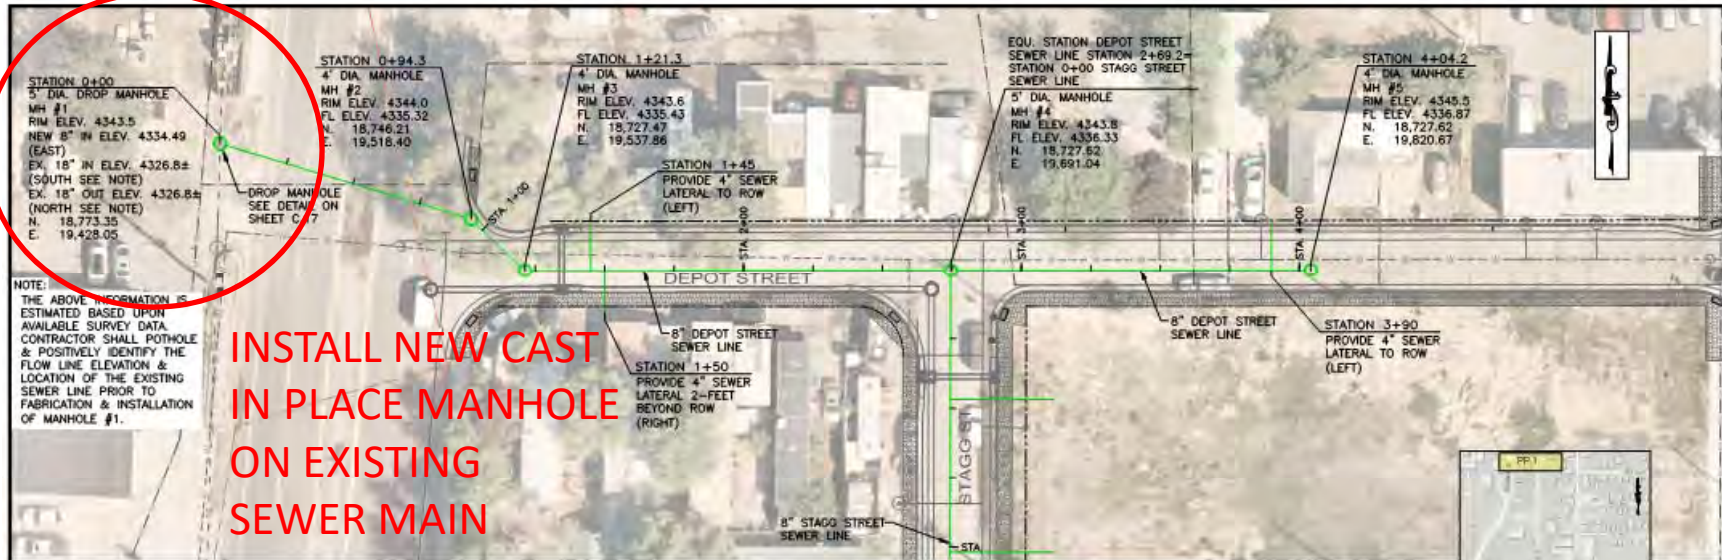 STATION 0+00
5' DIA. DROP MANHOLE
MH #1
RIM ELEV. 4343.5
NEW 8" IN ELEV. 4334.49
(EAST)
EX. 18" IN ELEV. 4326.8±
(SOUTH SEE NOTE)
EX. 18" OUT ELEV. 4326.8±
(NORTH SEE NOTE)
N. 18,773.35
E. 19,428.05
DROP MANHOLE
SEE DETAIL ON
SHEET C-7
NOTE:
THE ABOVE INFORMATION IS
ESTIMATED BASED UPON
AVAILABLE SURVEY DATA.
CONTRACTOR SHALL POTHOLE
& POSITIVELY IDENTIFY THE
FLOW LINE ELEVATION &
LOCATION OF THE EXISTING
SEWER LINE PRIOR TO
FABRICATION & INSTALLATION
OF MANHOLE #1.
STATION 0+94.3
4' DIA. MANHOLE
MH #2
RIM ELEV. 4344.0
FL ELEV. 4335.32
N. 18,746.21
E. 19,518.40
STA. 1+00
STATION 1+21.3
4' DIA. MANHOLE
MH #3
RIM ELEV. 4343.6
FL ELEV. 4335.43
N. 18,727.47
E. 19,537.86
STATION 1+45
PROVIDE 4" SEWER
LATERAL TO ROW
(LEFT)
STA. 2+00
EQU. STATION DEPOT STREET
SEWER LINE STATION 2+69.2=
STATION 0+00 STAGG STREET
SEWER LINE
5' DIA. MANHOLE
MH #4
RIM ELEV. 4343.8
FL ELEV. 4336.33
N. 18,727.62
E. 19,691.04
STA. 3+00
STATION 4+04.2
4' DIA. MANHOLE
MH #5
RIM ELEV. 4345.5
FL ELEV. 4336.87
N. 18,727.62
E. 19,820.67
STA. 4+00
DEPOT STREET
8" DEPOT STREET
SEWER LINE
STATION 1+50
PROVIDE 4" SEWER
LATERAL 2-FEET
BEYOND ROW
(RIGHT)
8" DEPOT STREET
SEWER LINE
STATION 3+90
PROVIDE 4" SEWER
LATERAL TO ROW
(LEFT)
INSTALL NEW CAST
IN PLACE MANHOLE
ON EXISTING
SEWER MAIN
STAGG ST
8" STAGG STREET
SEWER LINE
STA
PP.1